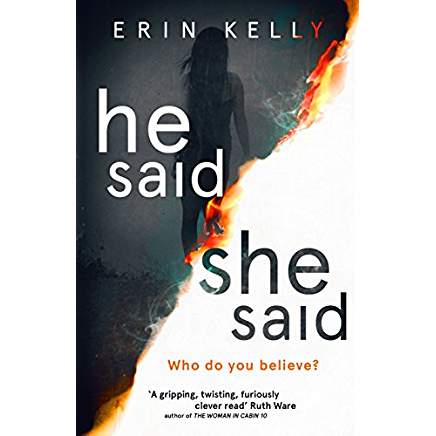 ERIN KELLY
he
said
she
said
Who do you believe?
‘A gripping, twisting, furiously
clever read’ Ruth Ware
author of THE WOMAN IN CABIN 10